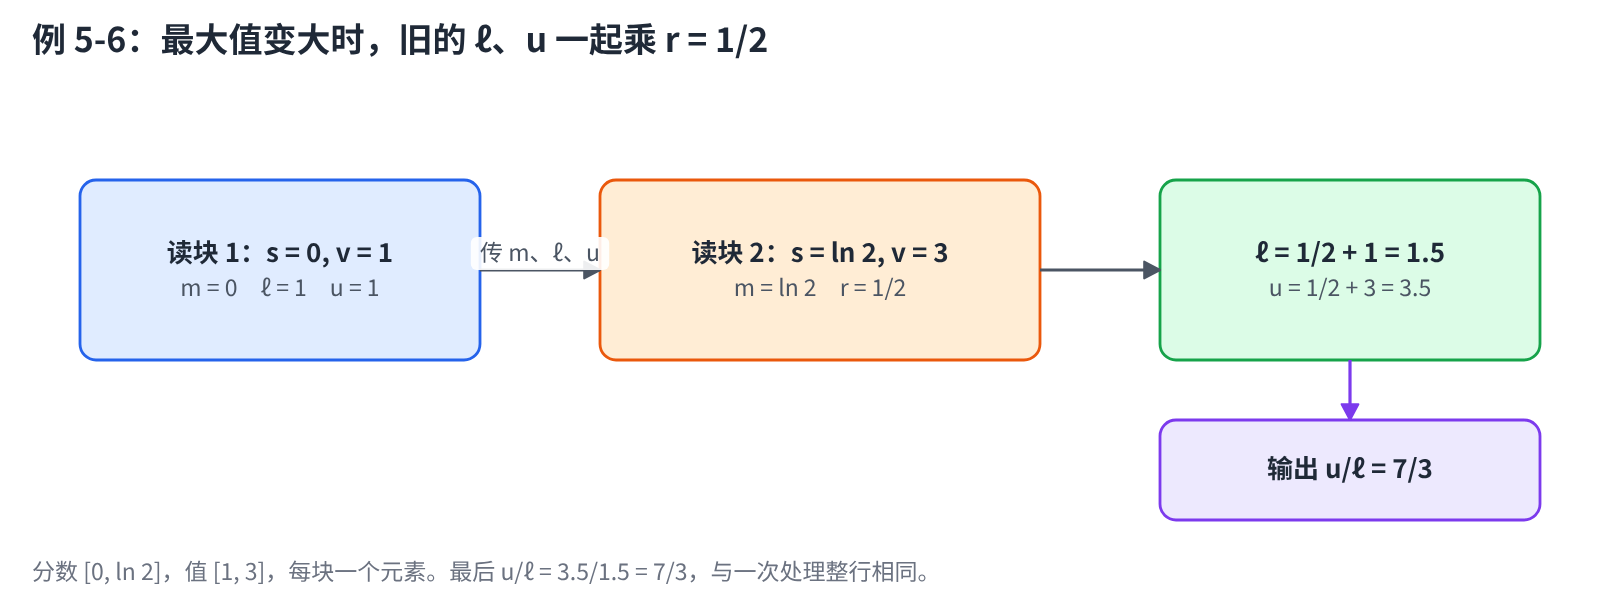 例 5-6：最大值变大时，旧的 ℓ、u 一起乘 r = 1/2
读块 1：s = 0, v = 1
m = 0 ℓ = 1 u = 1
传 m、ℓ、u
读块 2：s = ln 2, v = 3
m = ln 2 r = 1/2
ℓ = 1/2 + 1 = 1.5
u = 1/2 + 3 = 3.5
输出 u/ℓ = 7/3
分数 [0, ln 2]，值 [1, 3]，每块一个元素。最后 u/ℓ = 3.5/1.5 = 7/3，与一次处理整行相同。